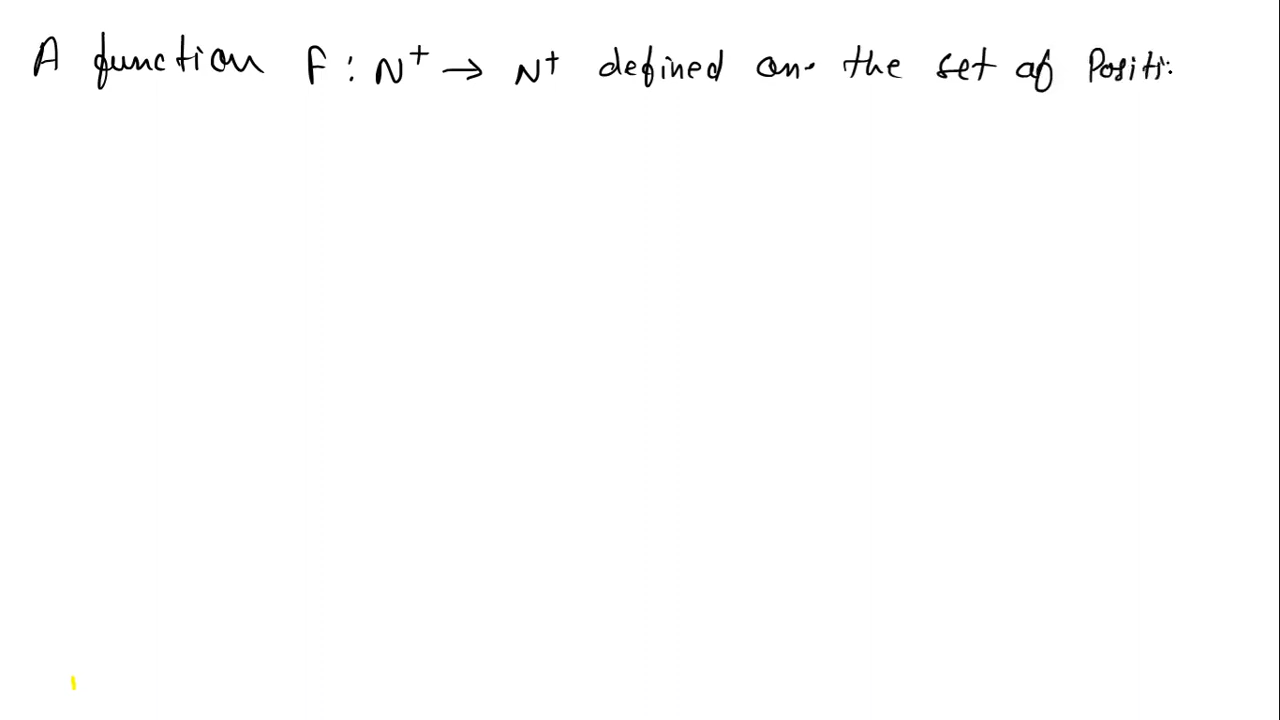 A function F : N⁺ → N⁺ defined on the set of Positi